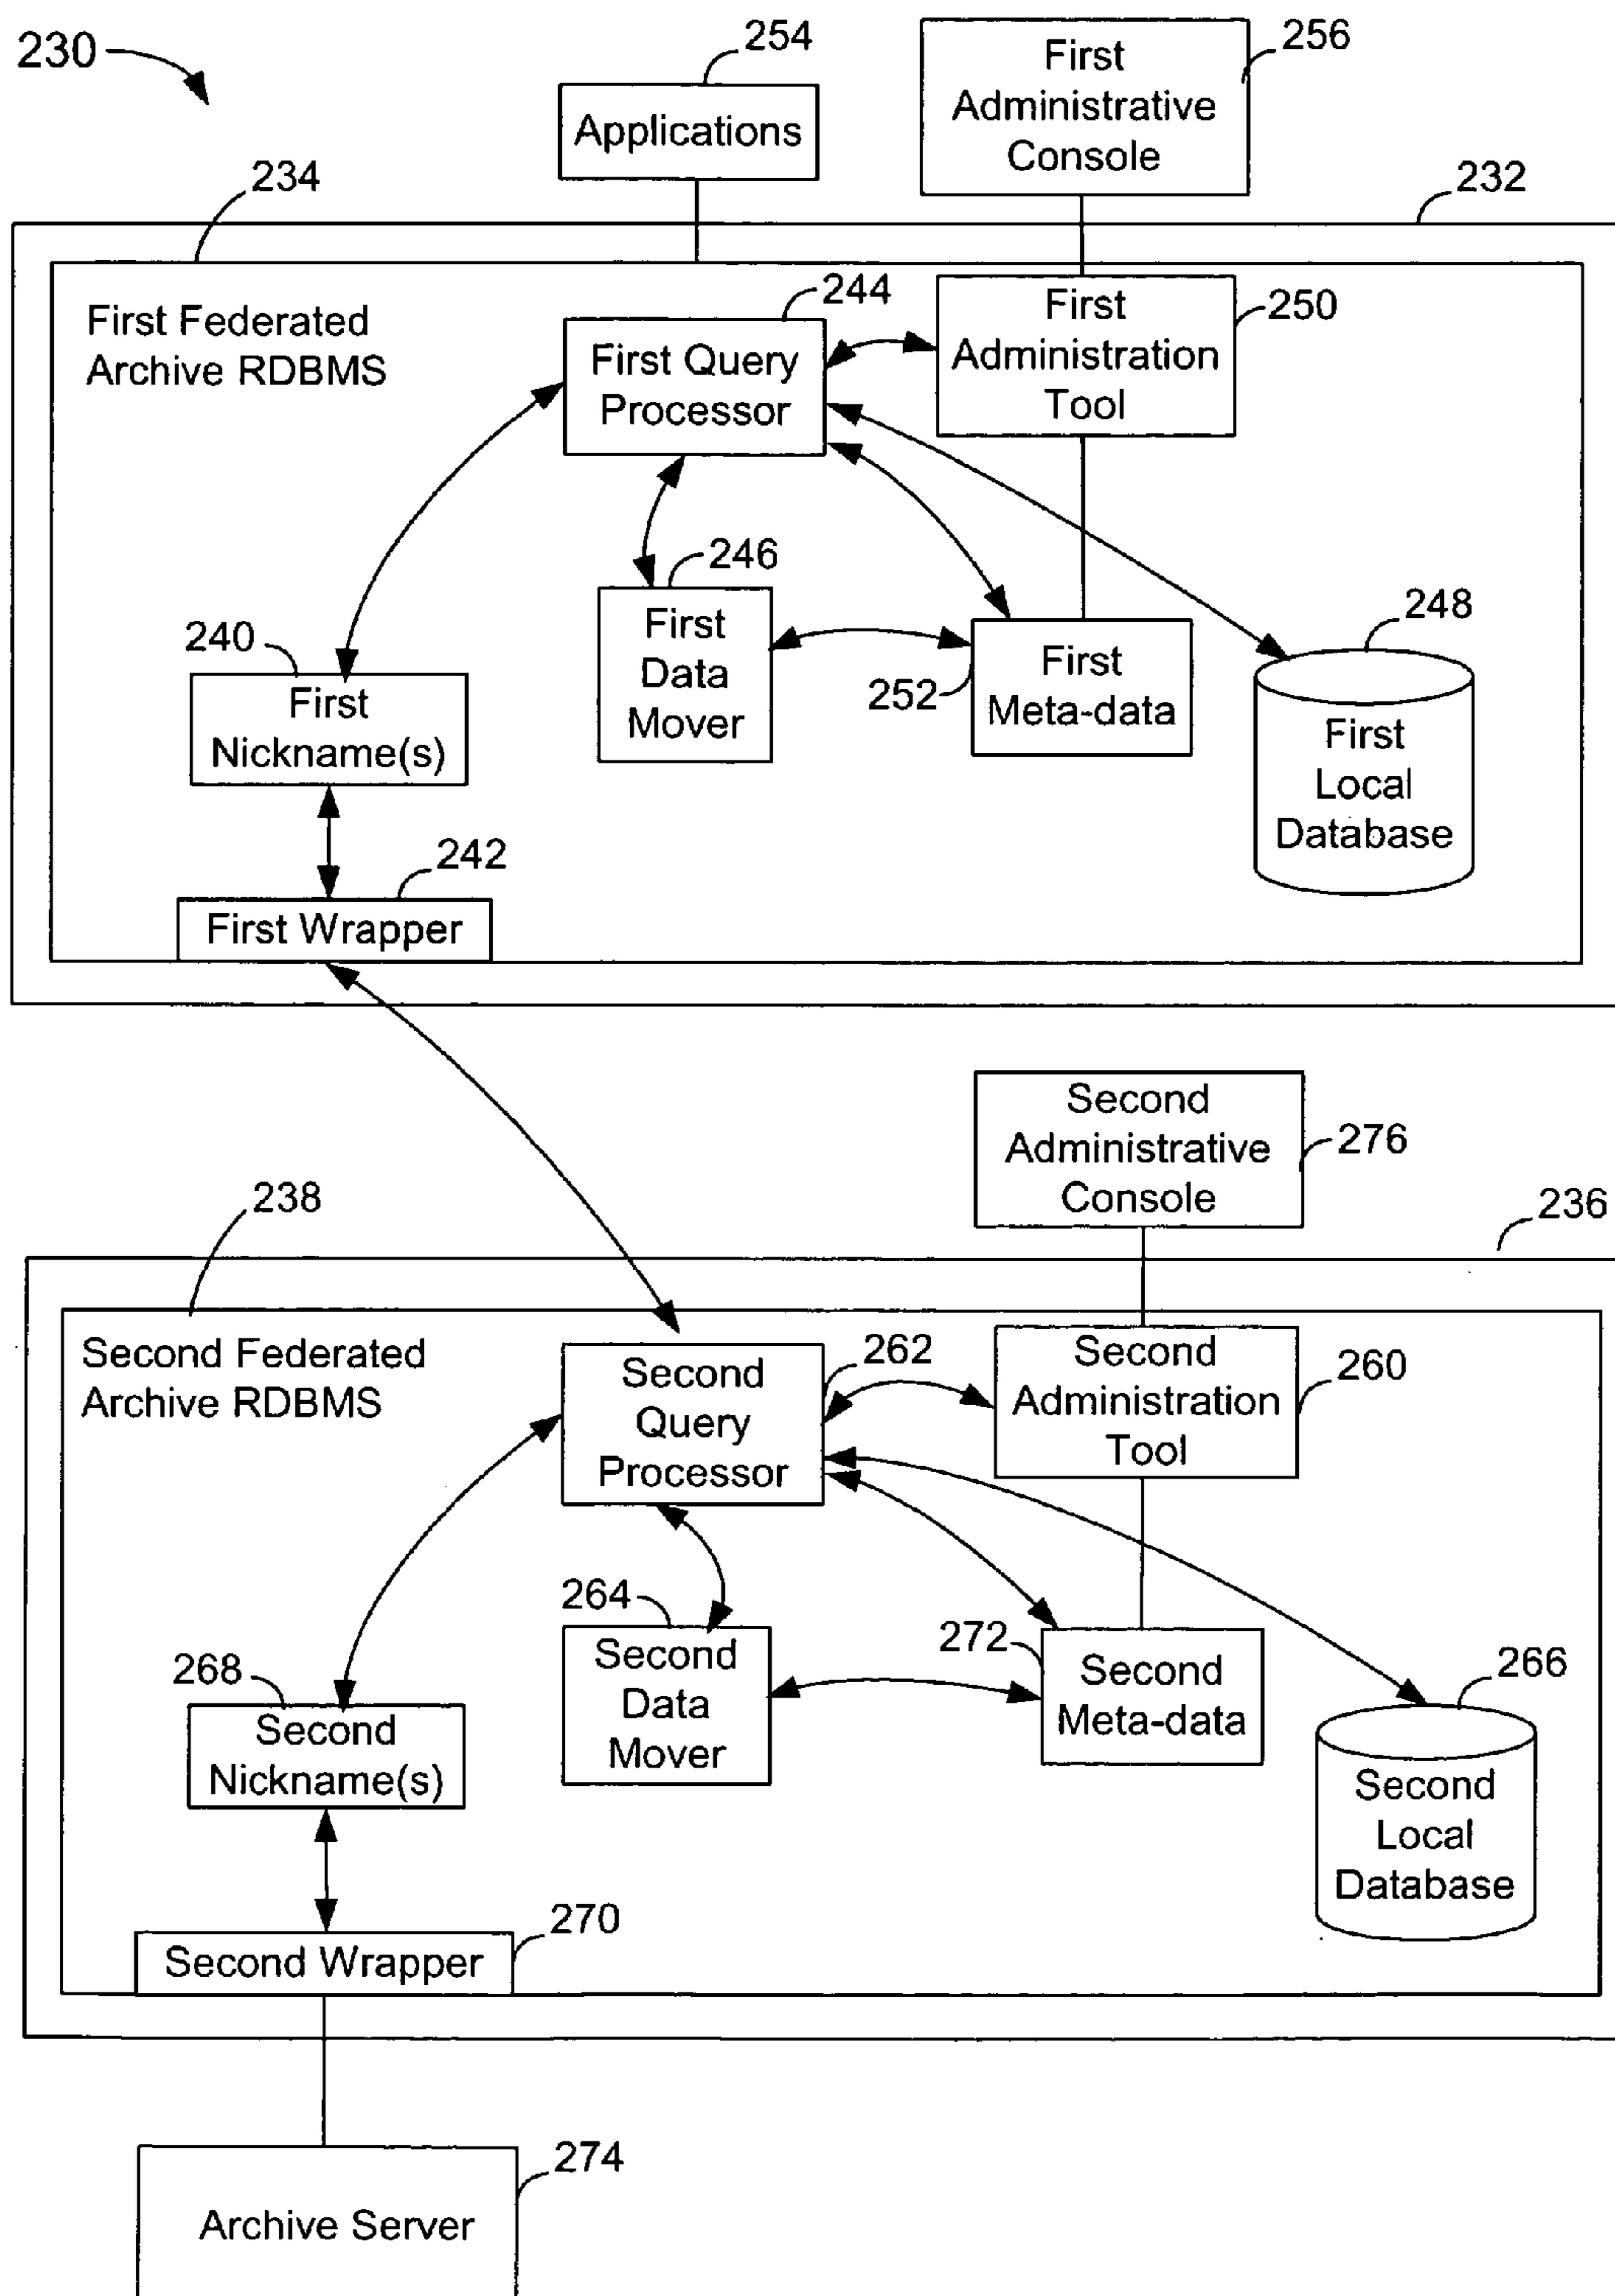 230
254
Applications
First
Administrative
Console
256
234
232
First Federated
Archive RDBMS
244
First Query
Processor
First
Administration
Tool
250
246
First
Data
Mover
252
First
Meta-data
248
First
Local
Database
240
First
Nickname(s)
242
First Wrapper
Second
Administrative
Console
276
238
236
Second Federated
Archive RDBMS
262
Second
Query
Processor
Second
Administration
Tool
260
264
Second
Data
Mover
272
Second
Meta-data
266
Second
Local
Database
268
Second
Nickname(s)
270
Second Wrapper
274
Archive Server